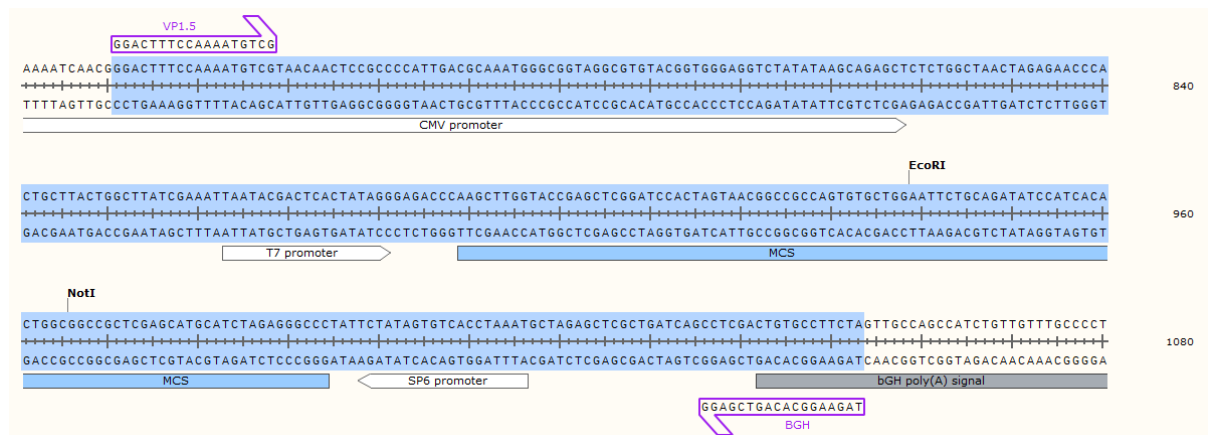 VP1.5
GGACTTTCCAAAATGTCG
AAAATCAACGGGACTTTCCAAAATGTCGTAACAACTCCGCCCCATTGACGCAAATGGGCGGTAGGCGTGTACGGTGGGAGGTCTATATAAGCAGAGCTCTCTGGCTAACTAGAGAACCCA
840
TTTTAGTTGCCCTGAAAGGTTTTACAGCATTGTTGAGGCGGGGTAACTGCGTTTACCCGCCATCCGCACATGCCACCCTCCAGATATATTCGTCTCGAGAGACCGATTGATCTCTTGGGT
CMV promoter
EcoRI
CTGCTTACTGGCTTATCGAAATTAATACGACTCACTATAGGGAGACCCAAGCTTGGTACCGAGCTCGGATCCACTAGTAACGGCCGCCAGTGTGCTGGAATTCTGCAGATATCCATCACA
960
GACGAATGACCGAATAGCTTTAATTATGCTGAGTGATATCCCTCTGGGTTCGAACCATGGCTCGAGCCTAGGTGATCATTGCCGGCGGTCACACGACCTTAAGACGTCTATAGGTAGTGT
T7 promoter MCS
NotI
CTGGCGGCCGCTCGAGCATGCATCTAGAGGGCCCTATTCTATAGTGTCACCTAAATGCTAGAGCTCGCTGATCAGCCTCGACTGTGCCTTCTAGTTGCCAGCCATCTGTTGTTTGCCCCT
1080
GACCGCCGGCGAGCTCGTACGTAGATCTCCCGGGATAAGATATCACAGTGGATTTACGATCTCGAGCGACTAGTCGGAGCTGACACGGAAGATCAACGGTCGGTAGACAACAAACGGGGA
MCS SP6 promoter bGH poly(A) signal
GGAGCTGACACGGAAGAT
BGH